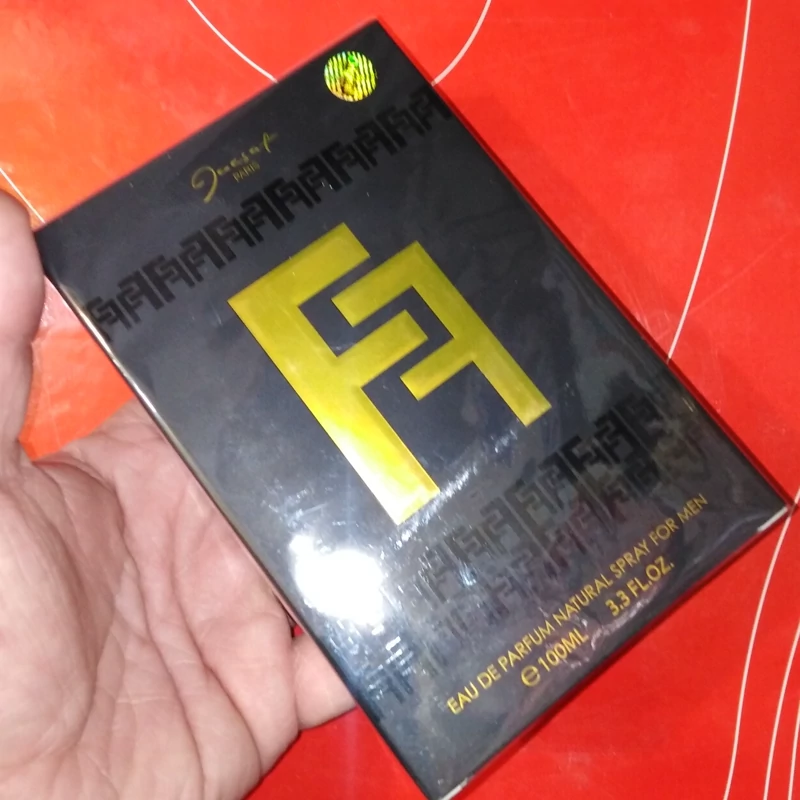 PARIS
EAU DE PARFUM NATURAL SPRAY FOR MEN
℮ 100ML 3.3 FL.OZ.